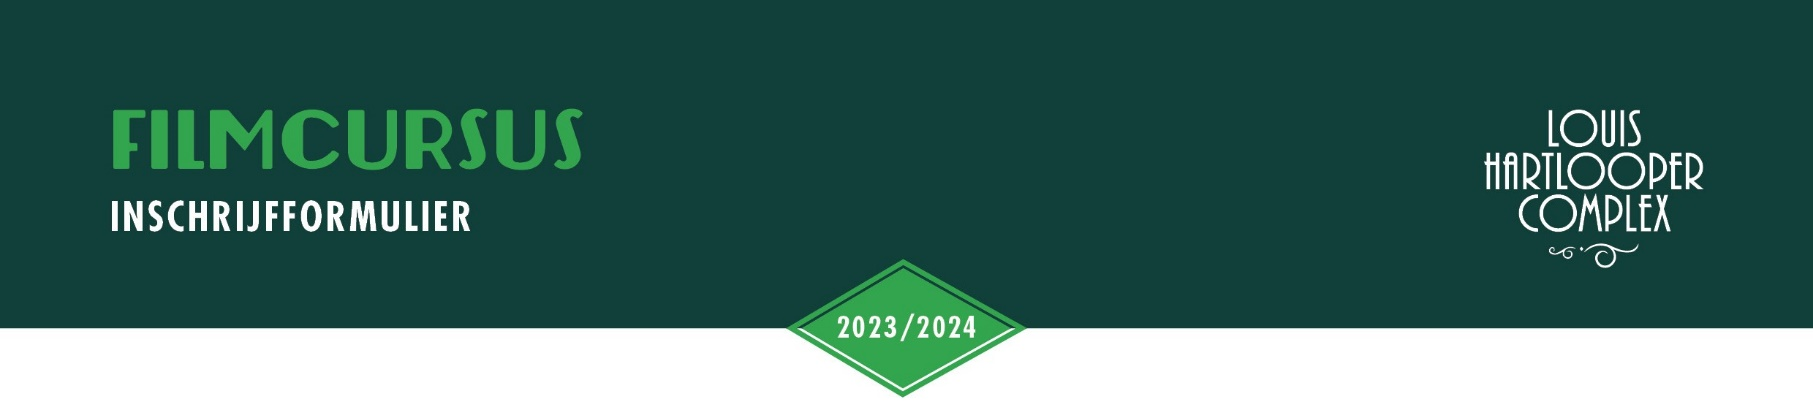 FILMCURSUS
INSCHRIJFFORMULIER
LOUIS
HARTLOOPER
COMPLEX
2023/2024